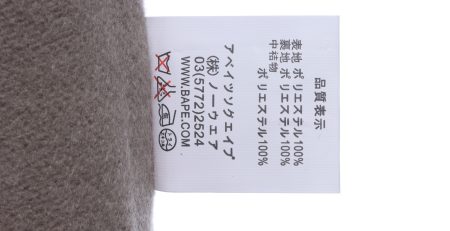 品質表示
表地 ポリエステル100%
裏地 ポリエステル100%
中詰物
ポリエステル100%
アベイシングエイプ
(株)ノーウェア
03(5772)2524
WWW.BAPE.COM